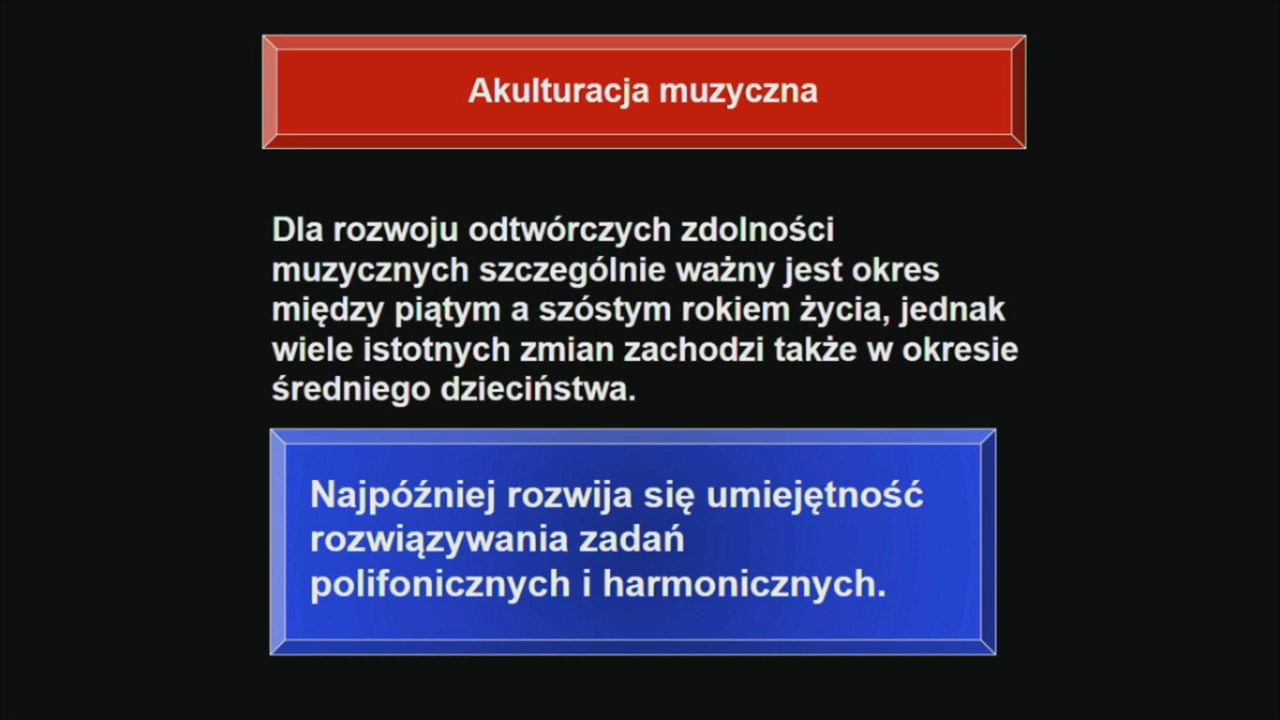 Akulturacja muzyczna
Dla rozwoju odtwórczych zdolności
muzycznych szczególnie ważny jest okres
między piątym a szóstym rokiem życia, jednak
wiele istotnych zmian zachodzi także w okresie
średniego dzieciństwa.
Najpóźniej rozwija się umiejętność
rozwiązywania zadań
polifonicznych i harmonicznych.